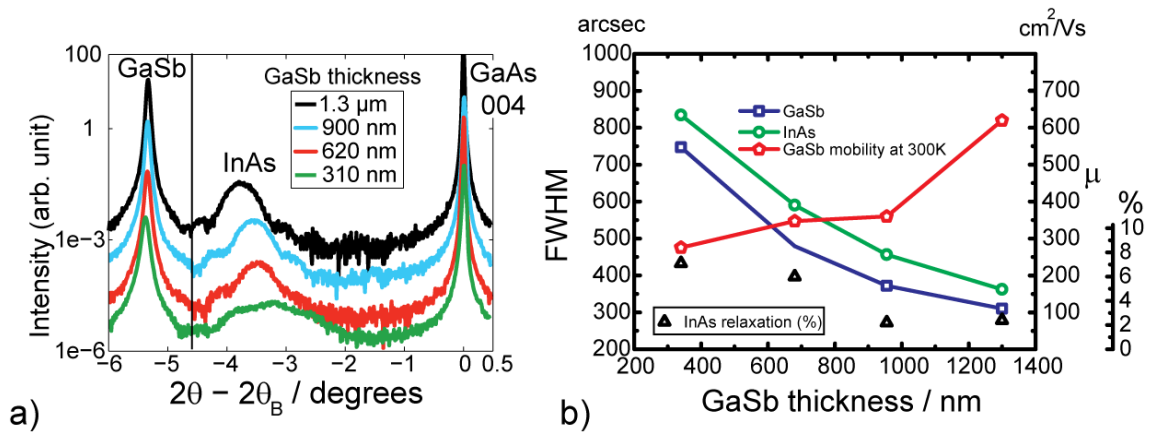 100
1
1e−3
1e−6
Intensity (arb. unit)
GaSb
GaSb thickness
1.3 μm
900 nm
620 nm
310 nm
InAs
GaAs
004
−6
−5
−4
−3
−2
−1
0
0.5
2θ − 2θB / degrees
a)
arcsec
cm2/Vs
1000
900
800
700
600
500
400
300
200
FWHM
GaSb
InAs
GaSb mobility at 300K
InAs relaxation (%)
700
600
500
400
300
200
100
0
μ
%
10
8
6
4
2
0
200
400
600
800
1000
1200
1400
GaSb thickness / nm
b)